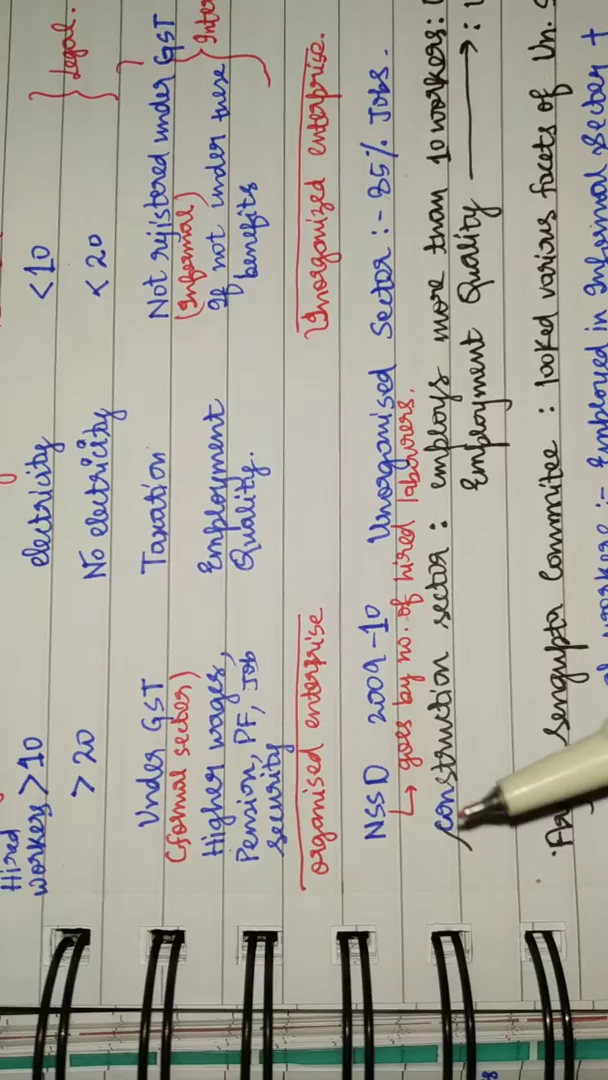 Hired
workers > 10 electricity < 10
> 20 No electricity < 20 Legal.
Under GST Taxation Not registered under GST
(formal sector) (Informal)
Higher wages, Employment If not under these
Pension, PF, Job Quality. benefits
security
organised enterprise Unorganized enterprise.
NSSO 2009-10 Unorganised Sector :- 85% Jobs.
↳ goes by no. of hired labourers.
construction sector : employs more than 10 workers:
Employment Quality → :
Sengupta Commitee : looked various facets of Un.
:- Employed in Informal Sector +